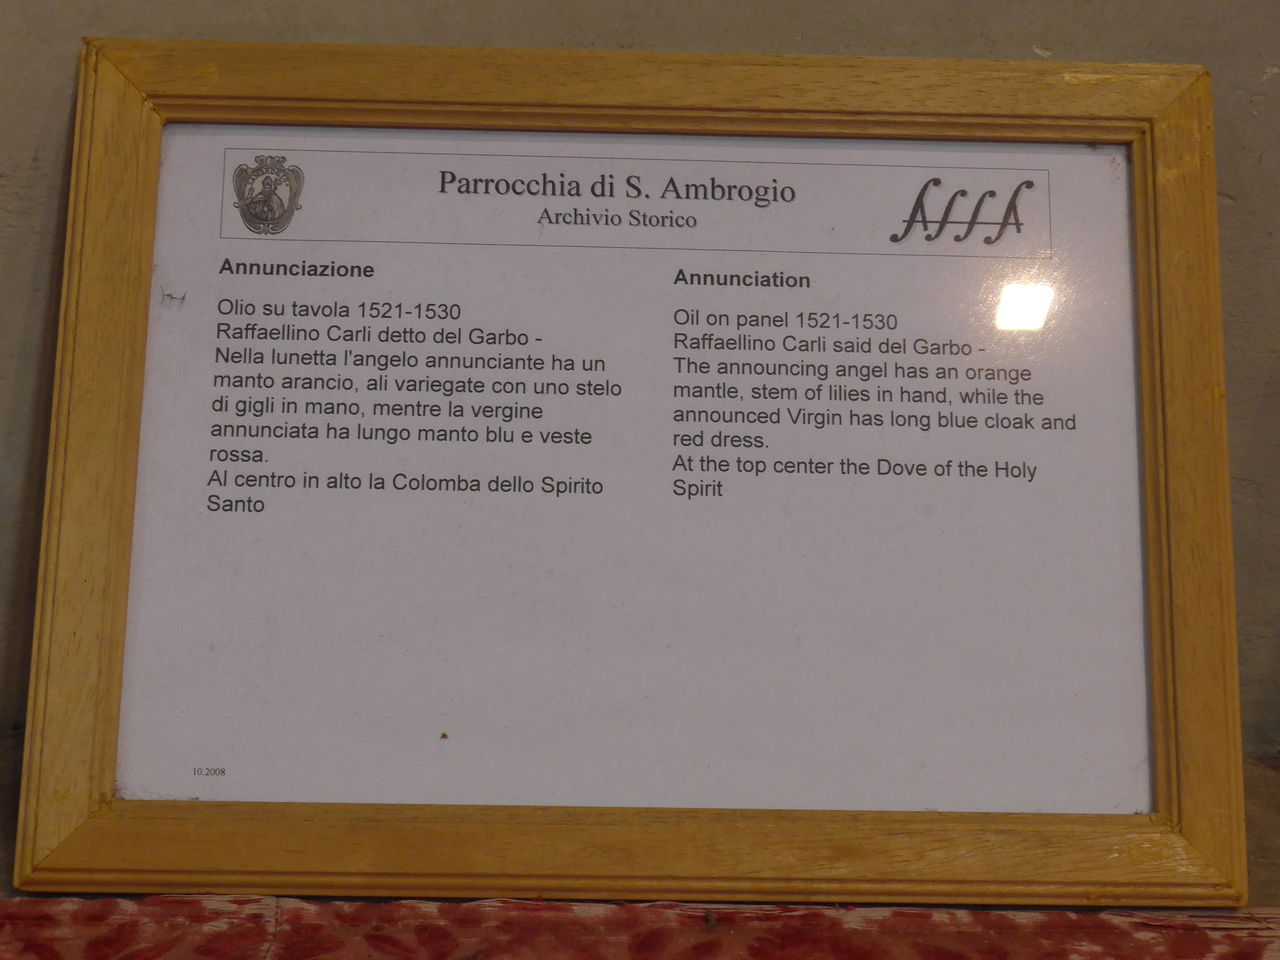 Parrocchia di S. Ambrogio
Archivio Storico
Annunciazione
Olio su tavola 1521-1530
Raffaellino Carli detto del Garbo -
Nella lunetta l'angelo annunciante ha un
manto arancio, ali variegate con uno stelo
di gigli in mano, mentre la vergine
annunciata ha lungo manto blu e veste
rossa.
Al centro in alto la Colomba dello Spirito
Santo
Annunciation
Oil on panel 1521-1530
Raffaellino Carli said del Garbo -
The announcing angel has an orange
mantle, stem of lilies in hand, while the
announced Virgin has long blue cloak and
red dress.
At the top center the Dove of the Holy
Spirit
10.2008